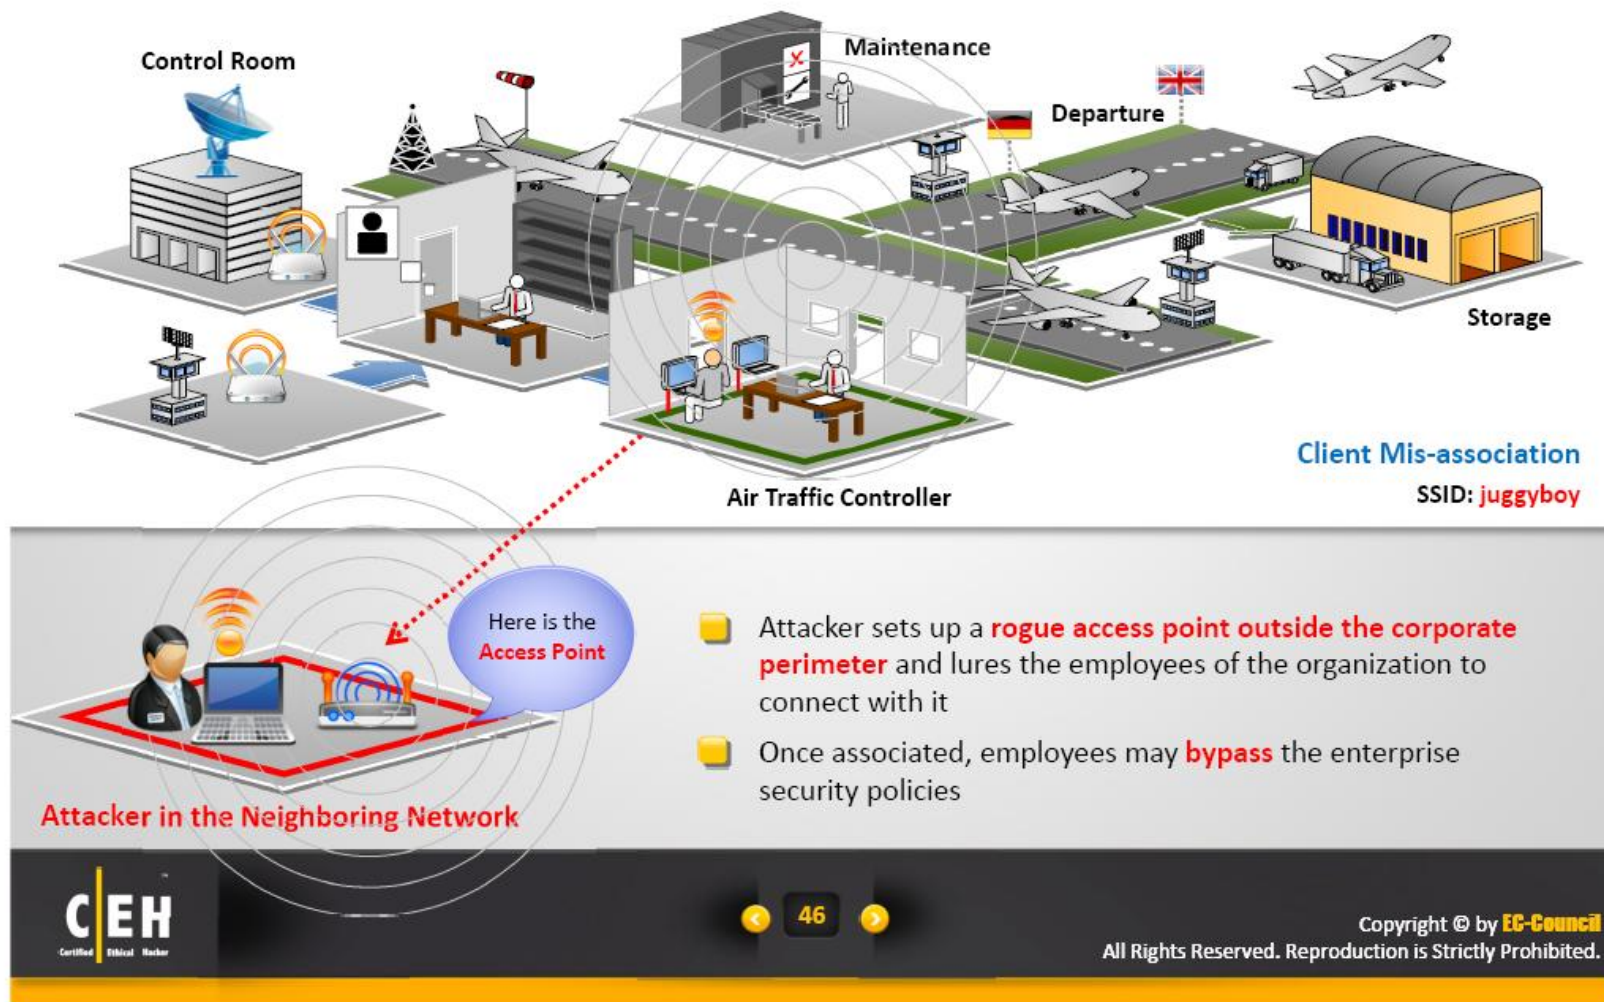 Control Room
Maintenance
Departure
Storage
Air Traffic Controller
Client Mis-association
SSID: juggyboy
Here is the
Access Point
Attacker in the Neighboring Network
Attacker sets up a rogue access point outside the corporate
perimeter and lures the employees of the organization to
connect with it
Once associated, employees may bypass the enterprise
security policies
CEH
Certified Ethical Hacker
46
Copyright © by EC-Council
All Rights Reserved. Reproduction is Strictly Prohibited.